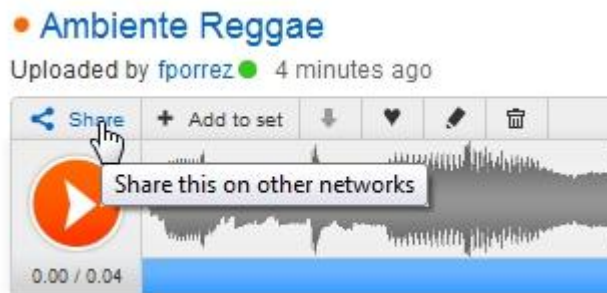 Ambiente Reggae
Uploaded by fporrez 4 minutes ago
Share + Add to set
Share this on other networks
0.00 / 0.04